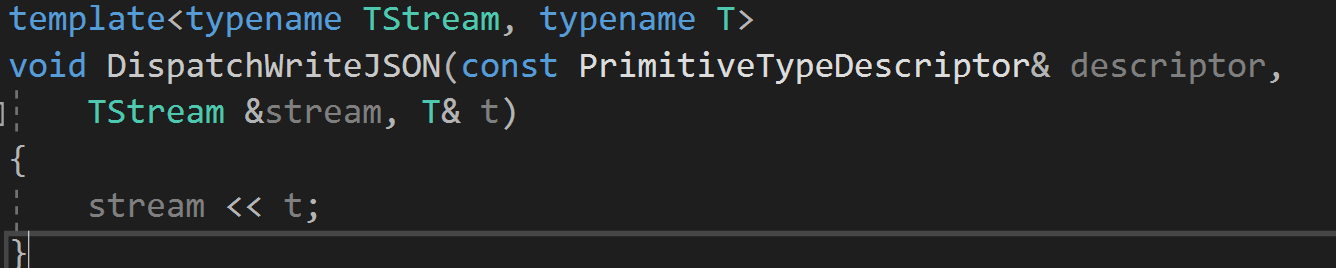 template<typename TStream, typename T>
void DispatchWriteJSON(const PrimitiveTypeDescriptor& descriptor,
    TStream &stream, T& t)
{
    stream << t;
}